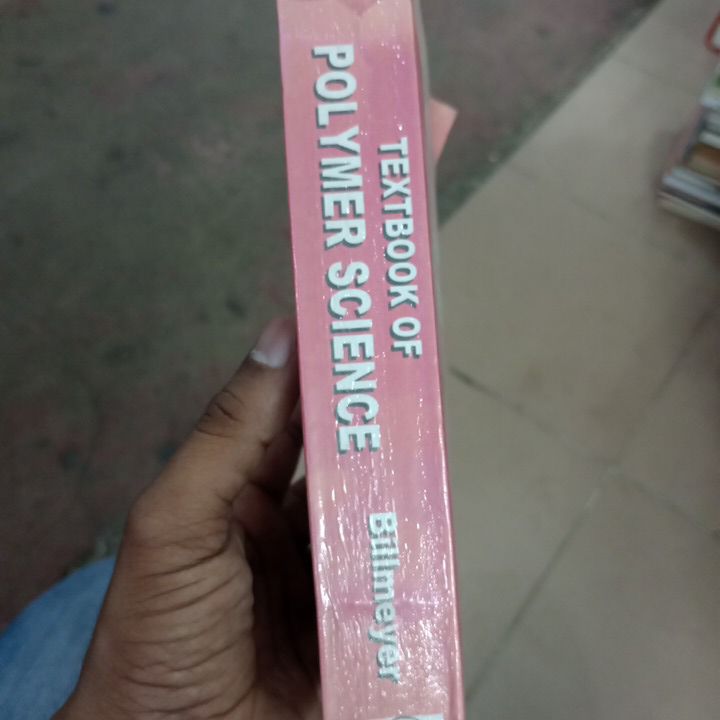 TEXTBOOK OF
POLYMER SCIENCE
Billmeyer